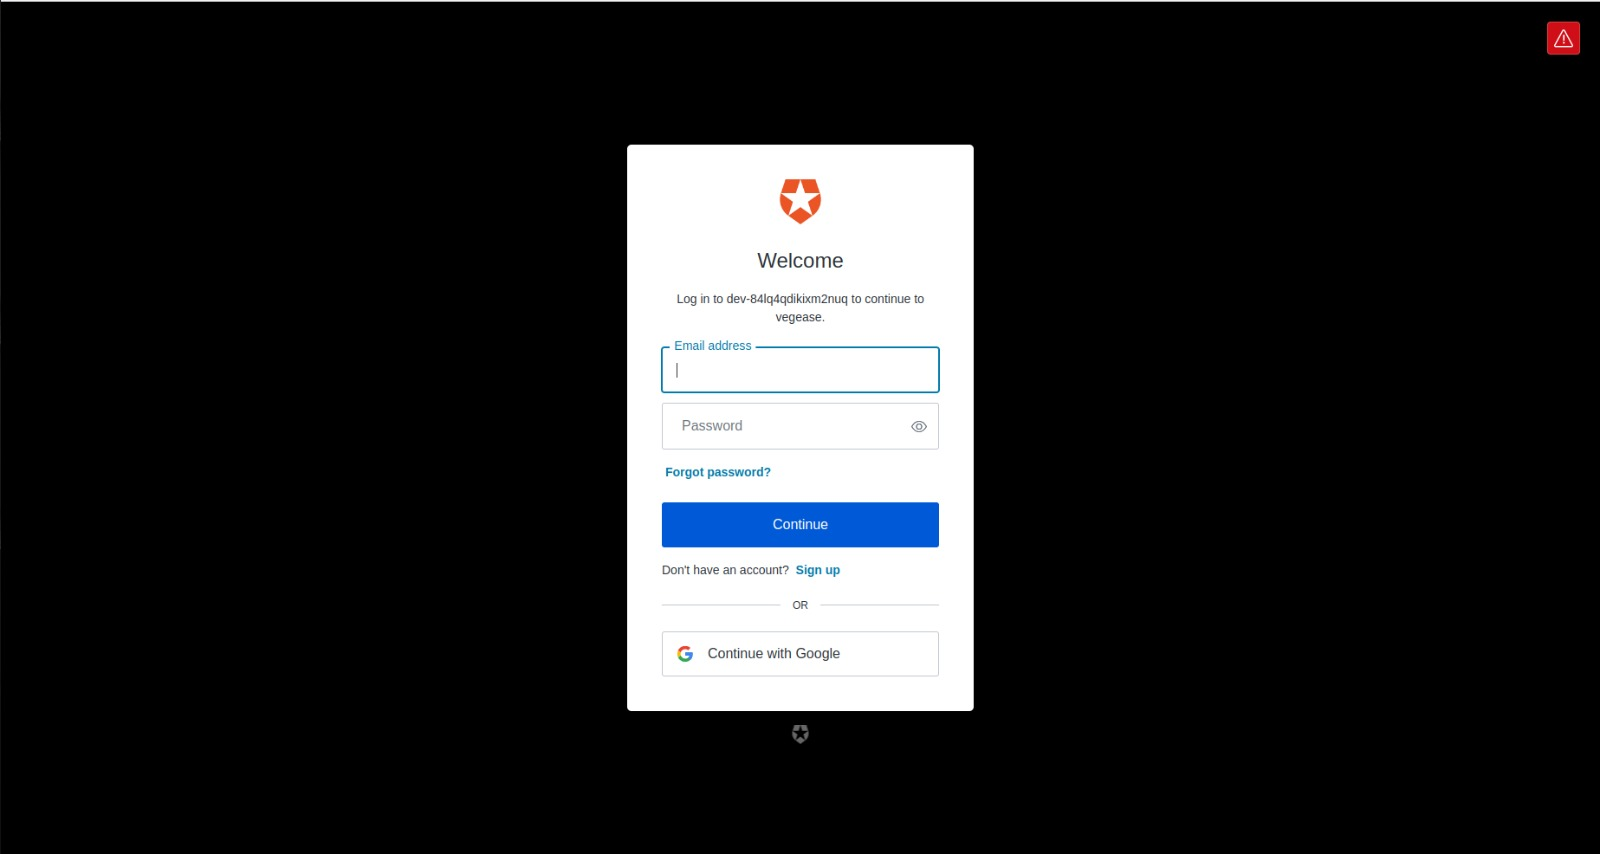 Welcome
Log in to dev-84lq4qdikixm2nuq to continue to
vegease.
Email address
Password
Forgot password?
Continue
Don't have an account? Sign up
OR
Continue with Google